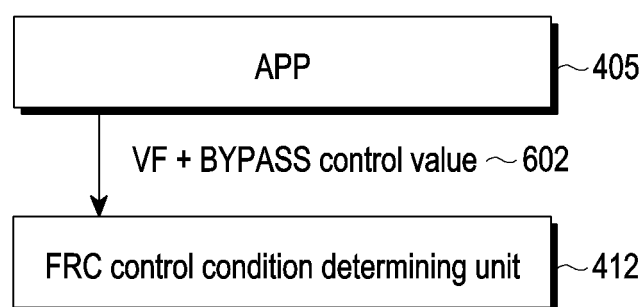 APP 405
VF + BYPASS control value ~ 602
FRC control condition determining unit 412